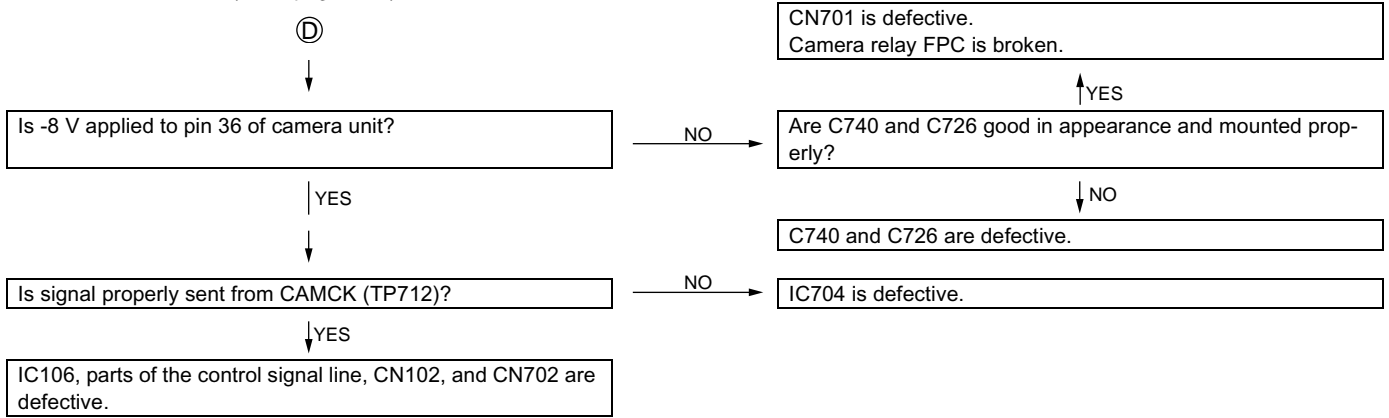 D
CN701 is defective.
Camera relay FPC is broken.
YES
Is -8 V applied to pin 36 of camera unit?
NO
Are C740 and C726 good in appearance and mounted prop-
erly?
YES
NO
C740 and C726 are defective.
Is signal properly sent from CAMCK (TP712)?
NO
IC704 is defective.
YES
IC106, parts of the control signal line, CN102, and CN702 are
defective.